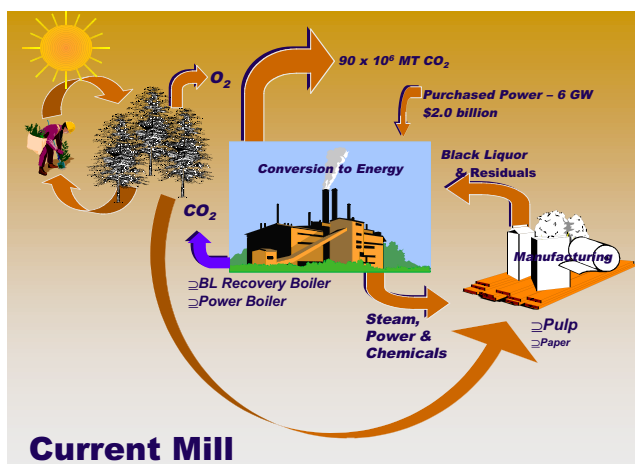 90 x 10⁶ MT CO₂
O₂
Purchased Power – 6 GW
$2.0 billion
Conversion to Energy
Black Liquor
& Residuals
CO₂
Manufacturing
⊇BL Recovery Boiler
⊇Power Boiler
Steam,
Power &
Chemicals
⊇Pulp
⊇Paper
Current Mill